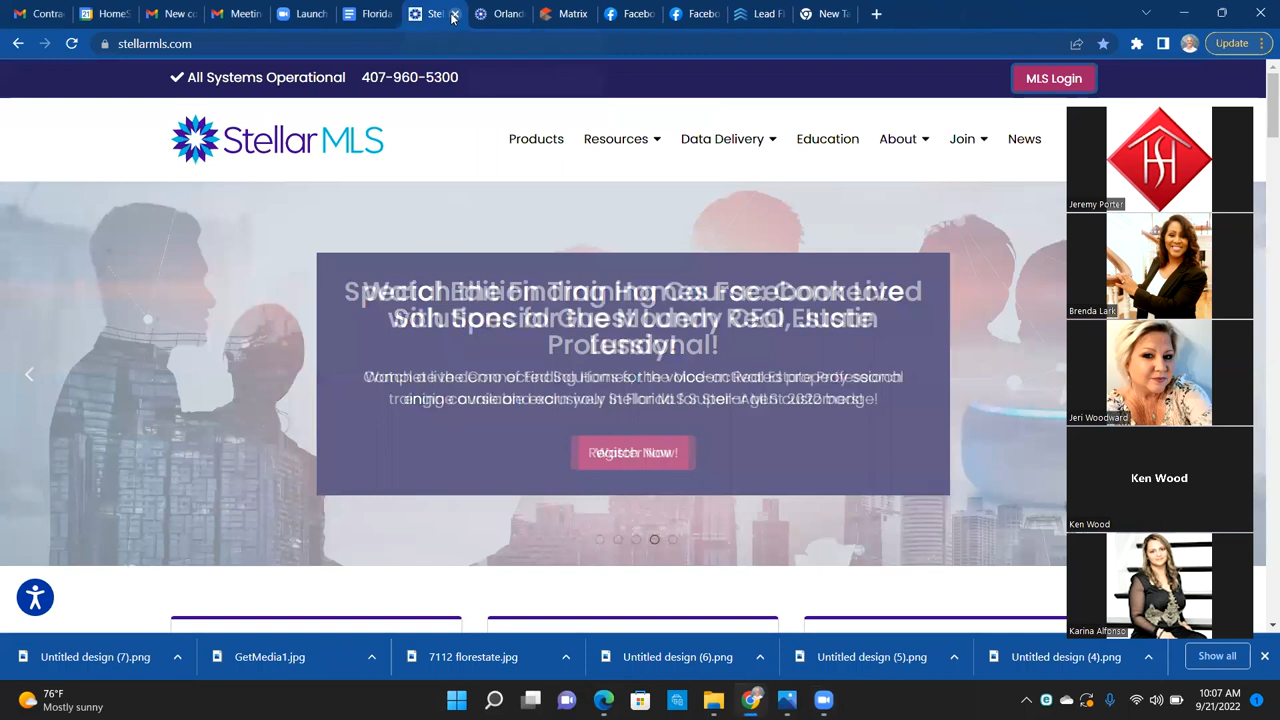 Contrac
HomeS
New co
Meetin
Launch
Florida
Stel
Orland
Matrix
Facebo
Facebo
Lead F
New Ta
stellarmls.com
Update
All Systems Operational 407-960-5300
MLS Login
StellarMLS
Products Resources Data Delivery Education About Join News
Jeremy Porter
Brenda Lark
Jeri Woodward
Ken Wood
Ken Wood
Karina Alfonso
Untitled design (7).png
GetMedia1.jpg
7112 florestate.jpg
Untitled design (6).png
Untitled design (5).png
Untitled design (4).png
Show all
76°F
Mostly sunny
10:07 AM
9/21/2022
1